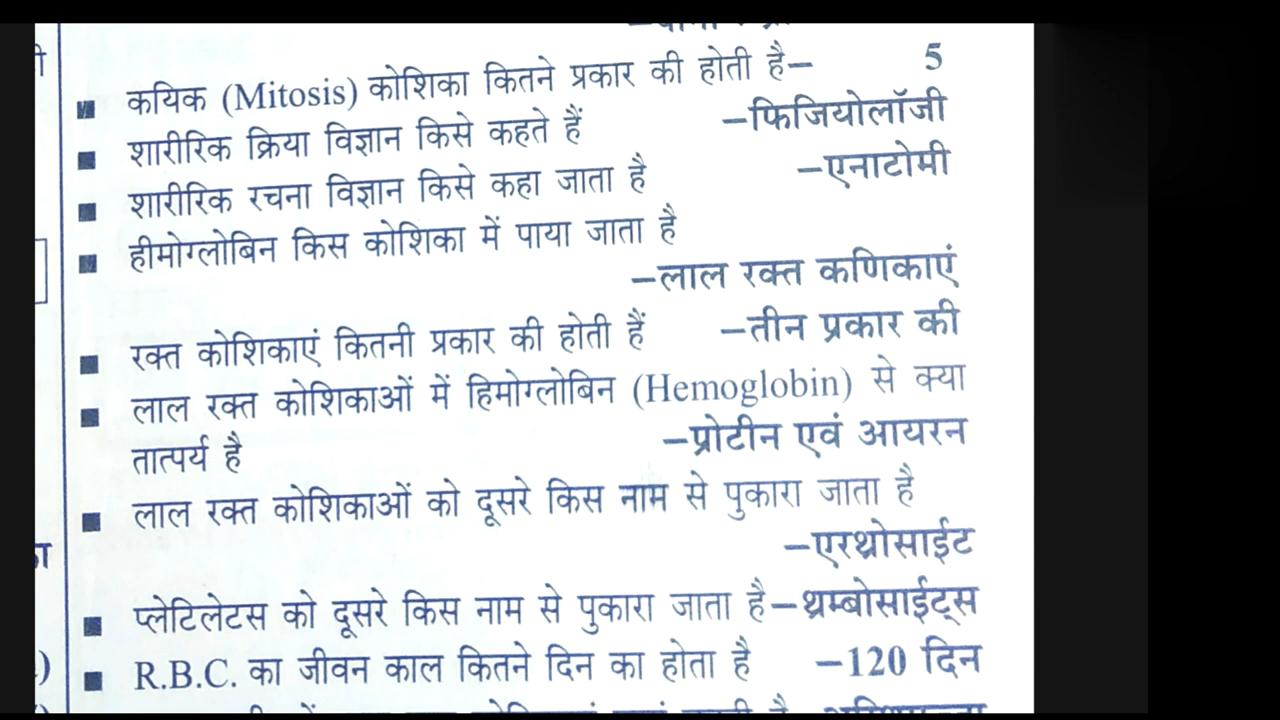 ■ कयिक (Mitosis) कोशिका कितने प्रकार की होती है– 5
■ शारीरिक क्रिया विज्ञान किसे कहते हैं –फिजियोलॉजी
■ शारीरिक रचना विज्ञान किसे कहा जाता है –एनाटोमी
■ हीमोग्लोबिन किस कोशिका में पाया जाता है
–लाल रक्त कणिकाएं
■ रक्त कोशिकाएं कितनी प्रकार की होती हैं –तीन प्रकार की
■ लाल रक्त कोशिकाओं में हिमोग्लोबिन (Hemoglobin) से क्या
तात्पर्य है –प्रोटीन एवं आयरन
■ लाल रक्त कोशिकाओं को दूसरे किस नाम से पुकारा जाता है
–एरथ्रोसाईट
■ प्लेटिलेटस को दूसरे किस नाम से पुकारा जाता है–थ्रम्बोसाईट्स
■ R.B.C. का जीवन काल कितने दिन का होता है –120 दिन